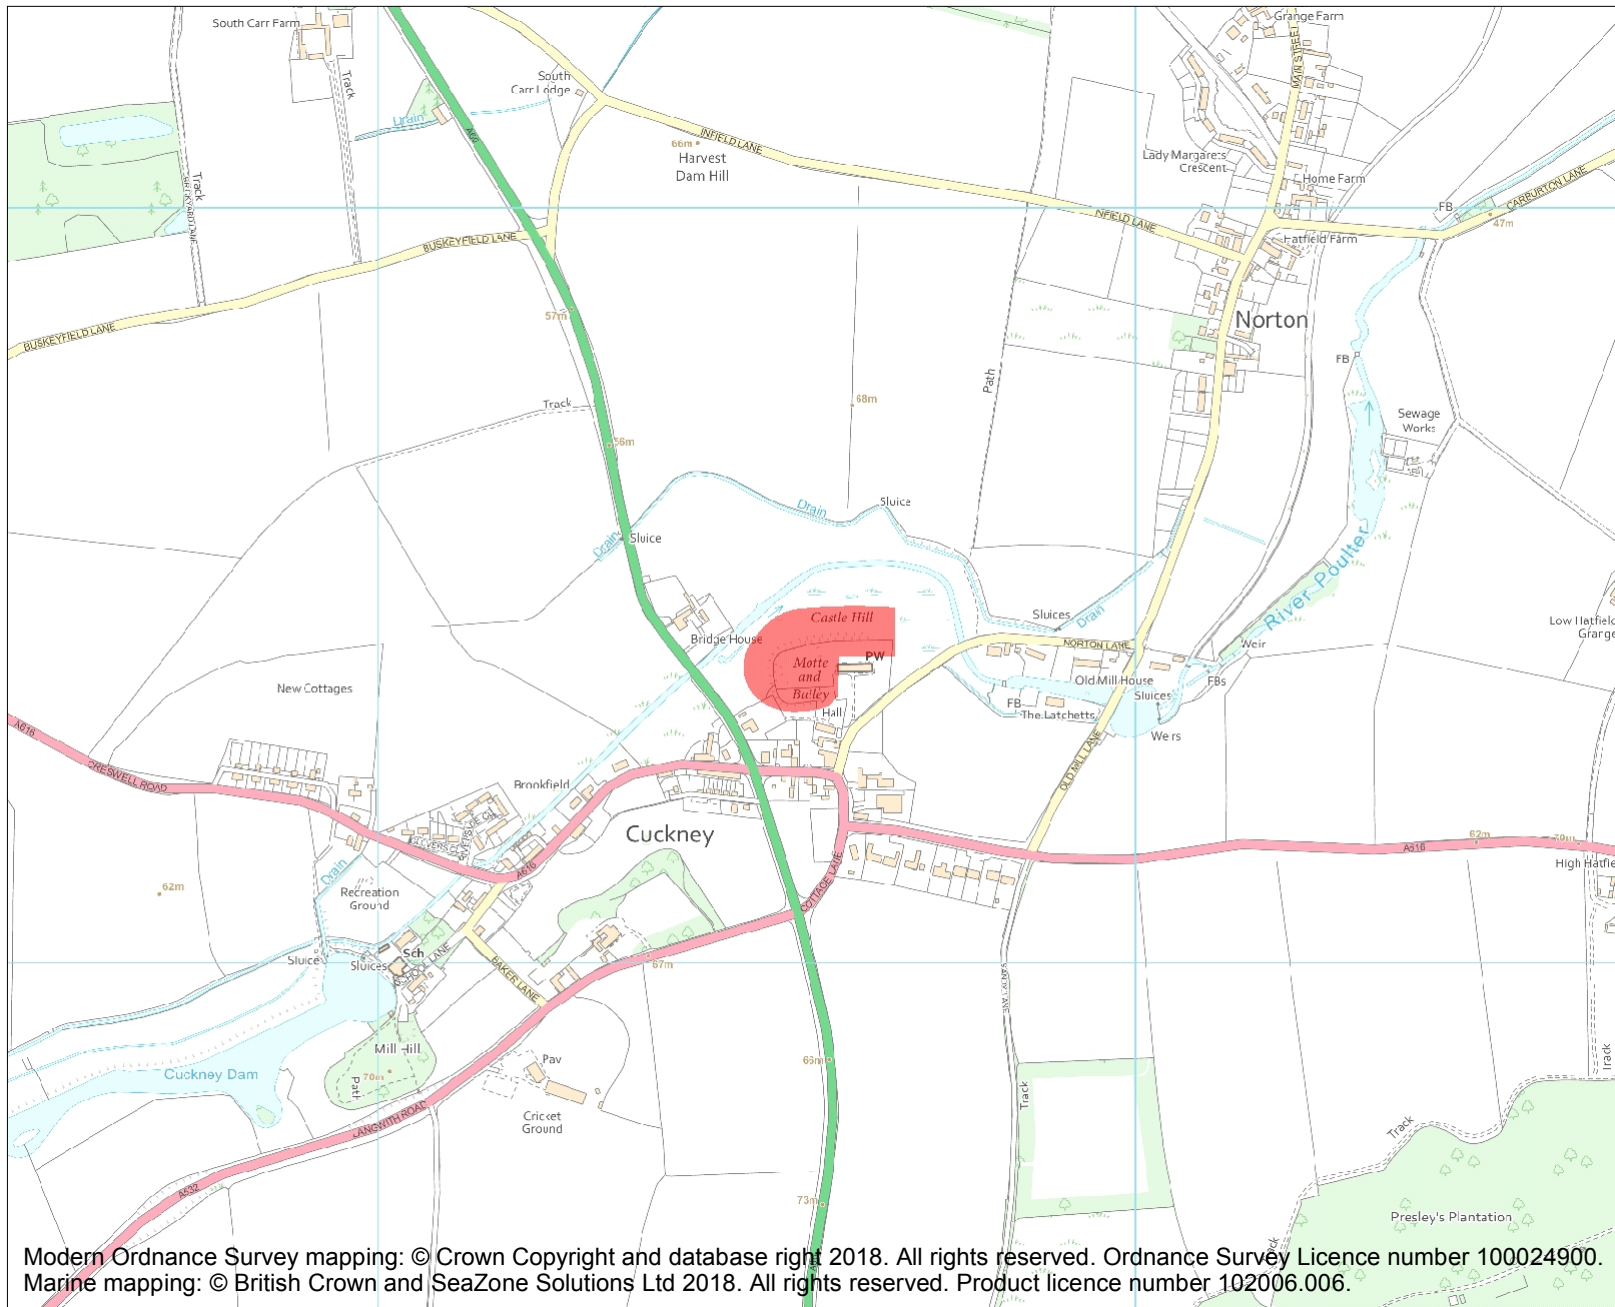 South Carr Farm
Grange Farm
MAIN STREET
Track
South
Carr Lodge
Drain
A60
INFIELD LANE
66m
Harvest
Dam Hill
Lady Margarets
Crescent
Home Farm
Track
CARBURTON LANE
FB
47m
NFIELD LANE
Hatfield Farm
BUSKEYFIELD LANE
57m
Norton
BUSKEYFIELD LANE
FB
Path
Track
68m
Sewage
Works
56m
Drain
Sluice
Drain
Sluice
River Poulter
Castle Hill
Sluices
Drain
Low Hatfield
Grange
Bridge House
NORTON LANE
Weir
PW
Motte
and
Bailey
New Cottages
Old Mill House
FBs
Sluices
FB
The Latchetts
Hall
Weirs
A616
CRESWELL ROAD
OLD MILL LANE
Brookfield
Cuckney
62m
70m
A616
High Hatfie
Drain
A616
62m
Recreation
Ground
COTTAGE LANE
Sch
Sluice
Sluices
BAKER LANE
67m
Mill Hill
70m
Path
Pav
66m
Cuckney Dam
Track
Track
Cricket
Ground
LANGWITH ROAD
Track
A632
73m
Presley's Plantation
Track
Modern Ordnance Survey mapping: © Crown Copyright and database right 2018. All rights reserved. Ordnance Survey Licence number 100024900.
Marine mapping: © British Crown and SeaZone Solutions Ltd 2018. All rights reserved. Product licence number 102006.006.